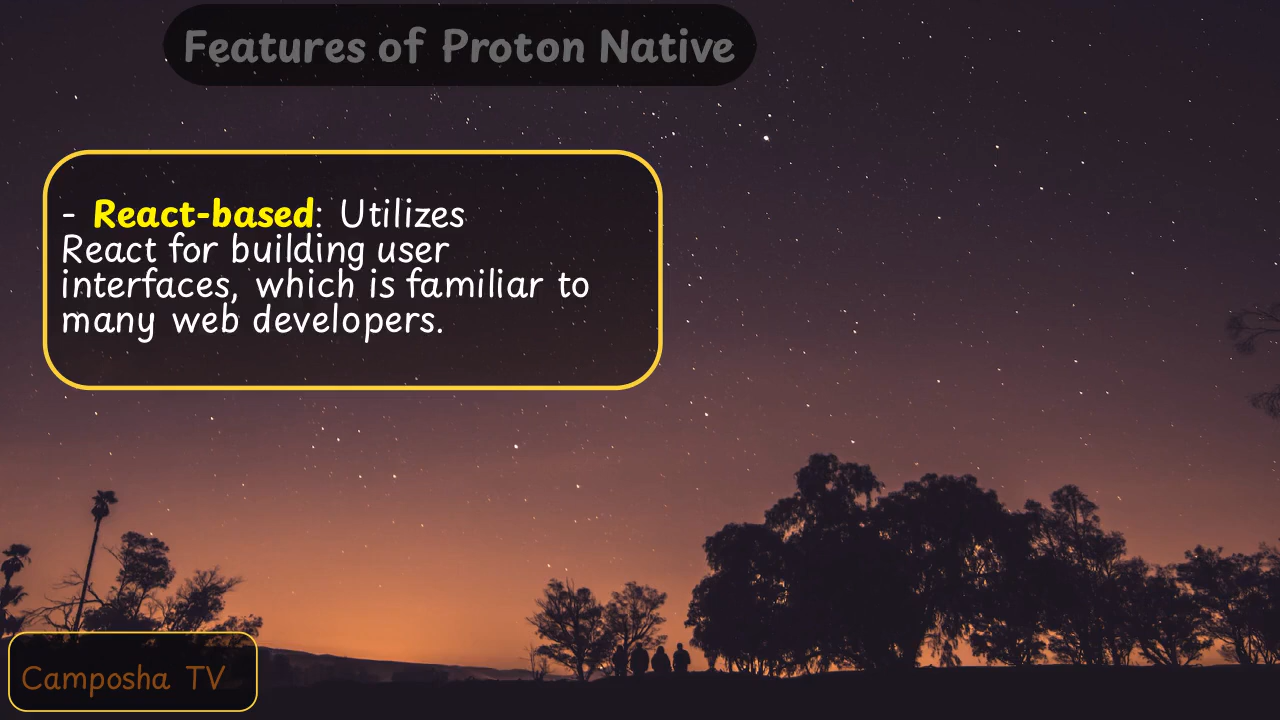 Features of Proton Native
- React-based: Utilizes
React for building user
interfaces, which is familiar to
many web developers.
Camposha TV